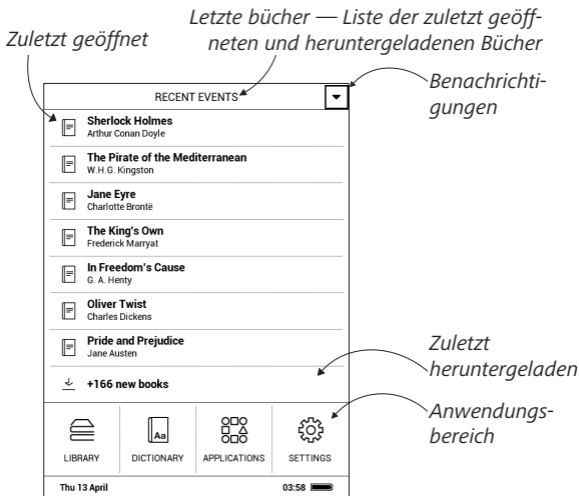 Letzte bücher — Liste der zuletzt geöff-
neten und heruntergeladenen Bücher
Zuletzt geöffnet
Benachrichti-
gungen
RECENT EVENTS
Sherlock Holmes
Arthur Conan Doyle
The Pirate of the Mediterranean
W.H.G. Kingston
Jane Eyre
Charlotte Brontë
The King's Own
Frederick Marryat
In Freedom's Cause
G. A. Henty
Oliver Twist
Charles Dickens
Pride and Prejudice
Jane Austen
+166 new books
Zuletzt
heruntergeladen
Anwendungs-
bereich
Aa
LIBRARY DICTIONARY APPLICATIONS SETTINGS
Thu 13 April 03:58